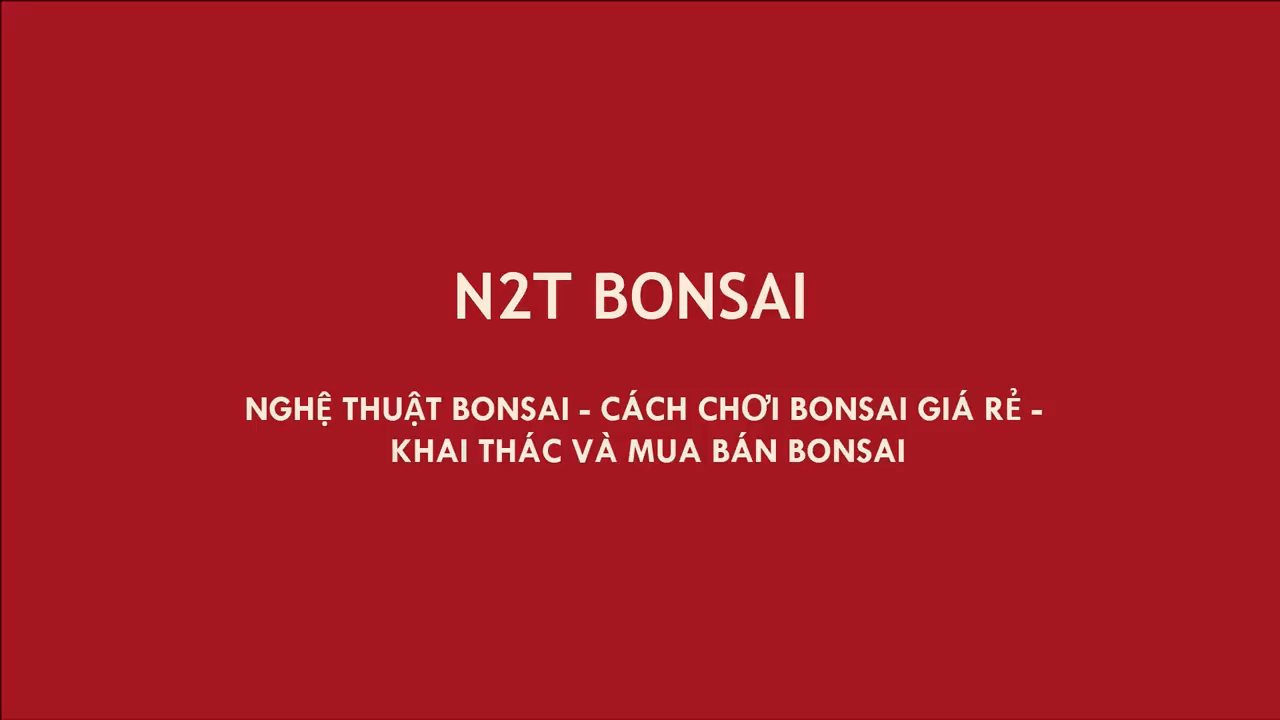 N2T BONSAI
NGHỆ THUẬT BONSAI - CÁCH CHƠI BONSAI GIÁ RẺ -
KHAI THÁC VÀ MUA BÁN BONSAI